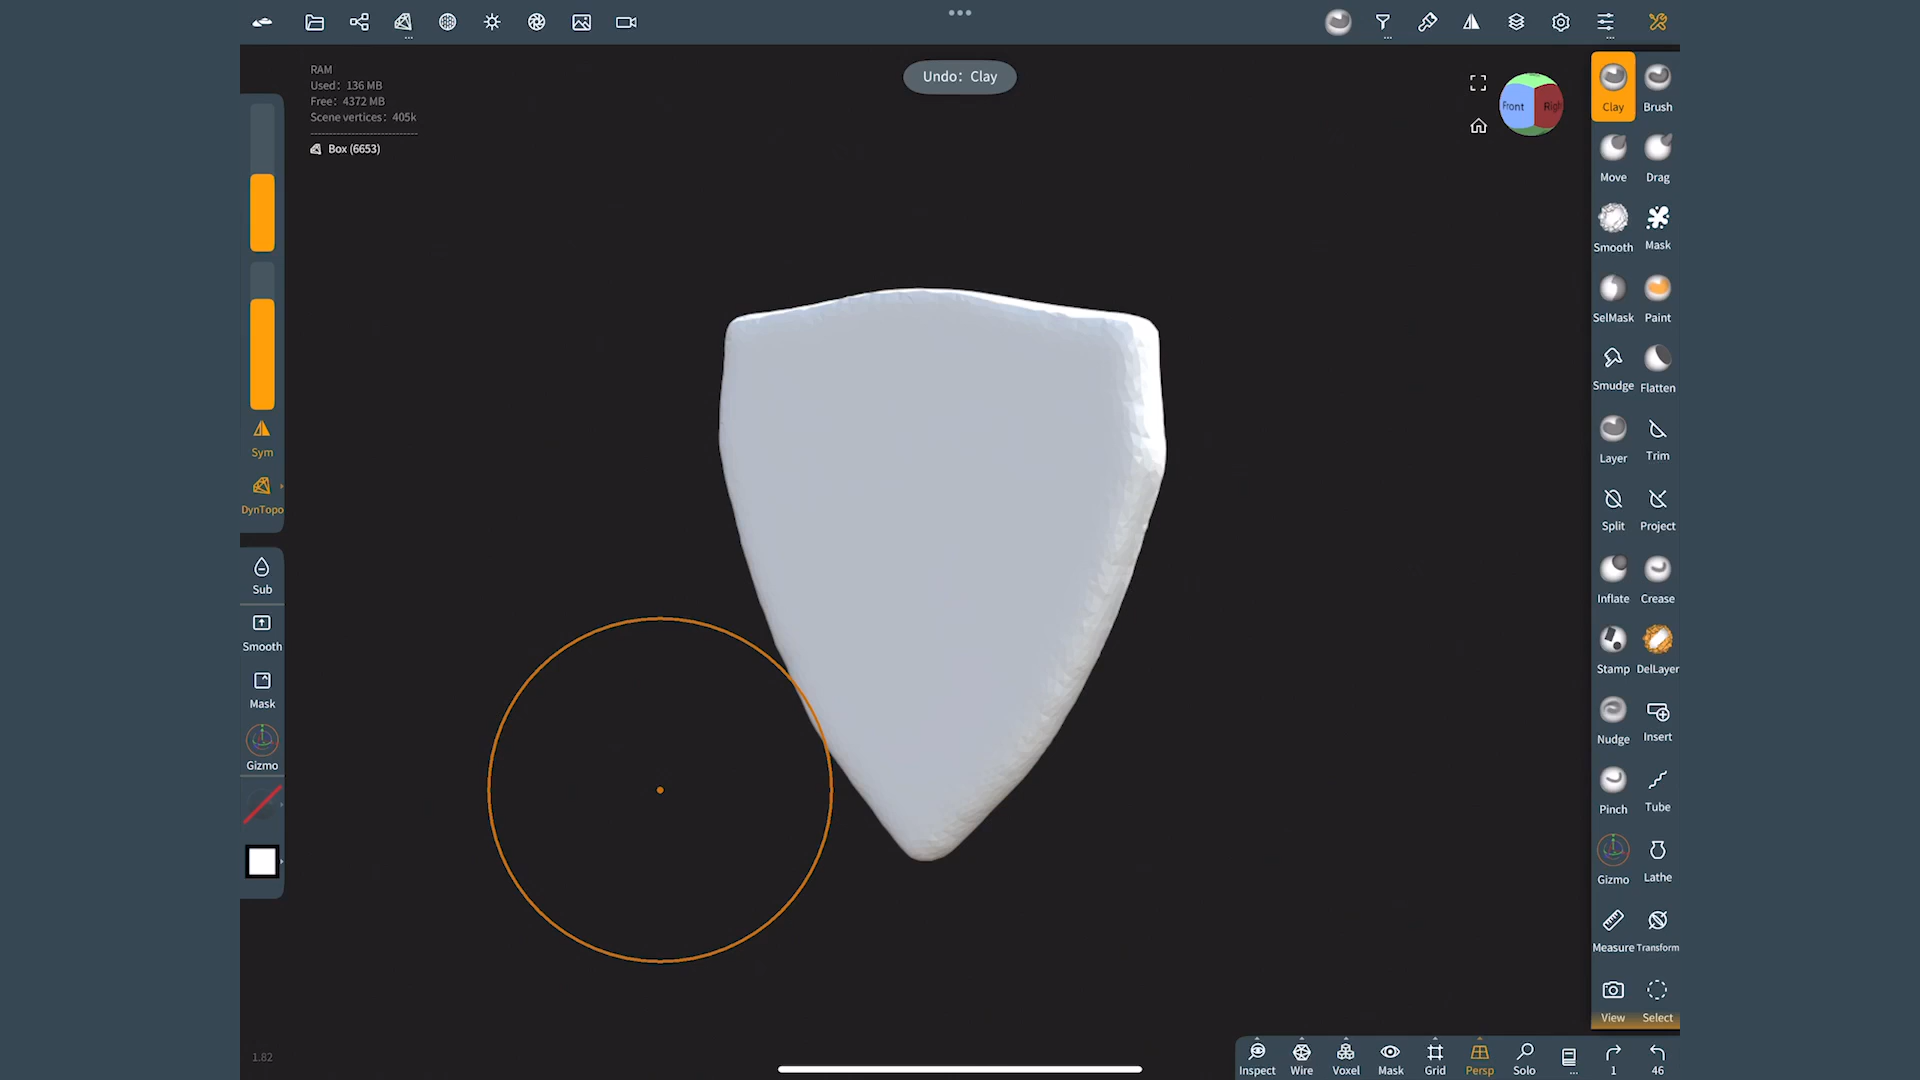 RAM
Used: 136 MB
Free: 4372 MB
Scene vertices: 405k
Box (6653)
Undo: Clay
Front
Righ
Clay
Brush
Move
Drag
Smooth
Mask
SelMask
Paint
Smudge
Flatten
Layer
Trim
Split
Project
Inflate
Crease
Stamp
DelLayer
Nudge
Insert
Pinch
Tube
Gizmo
Lathe
Measure
Transform
View
Select
Sym
DynTopo
Sub
Smooth
Mask
Gizmo
1.82
Inspect
Wire
Voxel
Mask
Grid
Persp
Solo
...
1
46